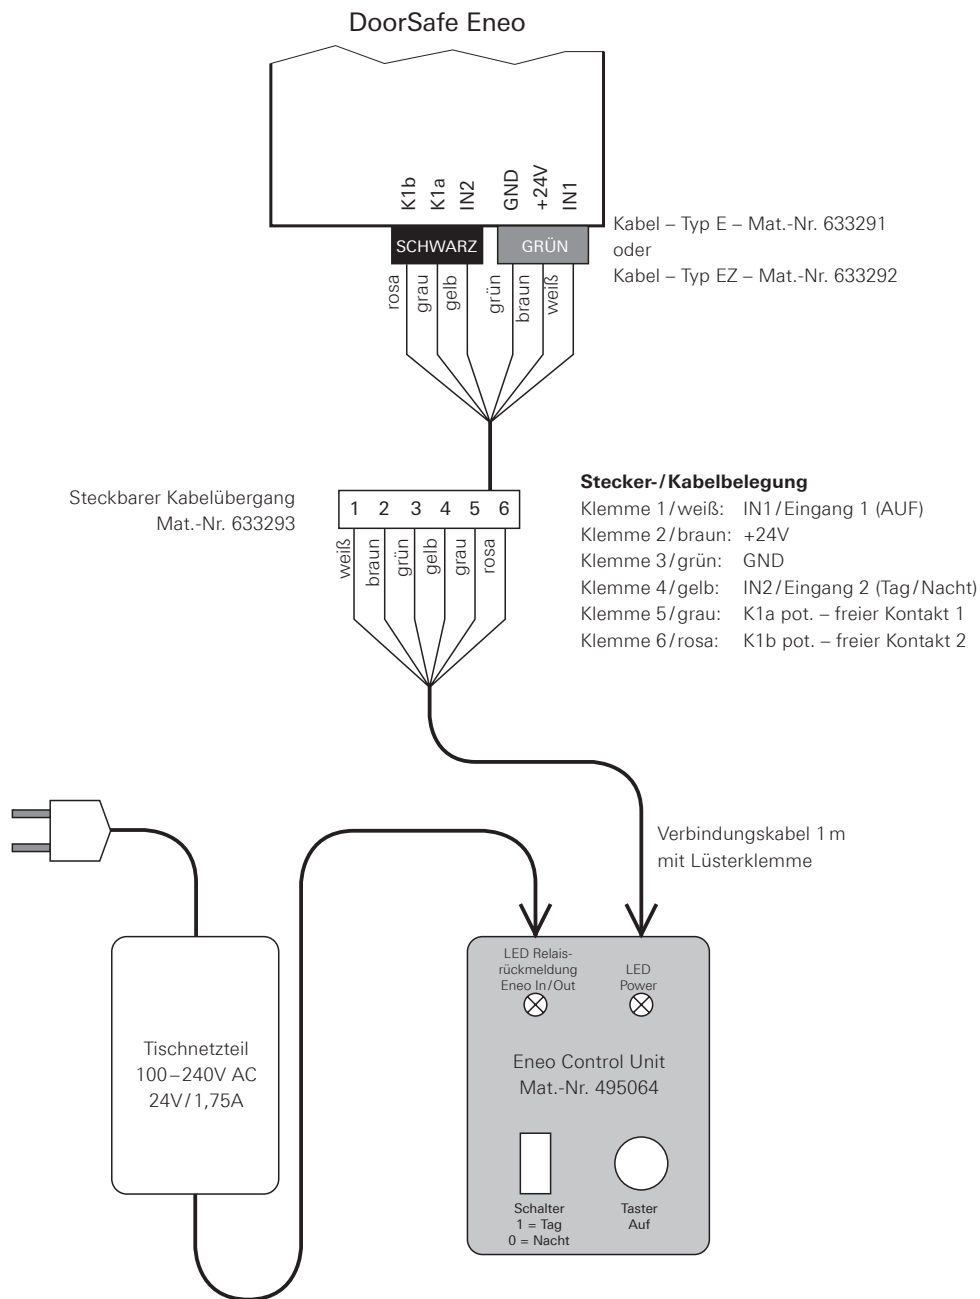 DoorSafe Eneo
K1b
K1a
IN2
GND
+24V
IN1
SCHWARZ
GRÜN
Kabel – Typ E – Mat.-Nr. 633291
oder
Kabel – Typ EZ – Mat.-Nr. 633292
rosa
grau
gelb
grün
braun
weiß
Steckbarer Kabelübergang
Mat.-Nr. 633293
1 2 3 4 5 6
weiß
braun
grün
gelb
grau
rosa
Stecker-/Kabelbelegung
Klemme 1/weiß: IN1/Eingang 1 (AUF)
Klemme 2/braun: +24V
Klemme 3/grün: GND
Klemme 4/gelb: IN2/Eingang 2 (Tag/Nacht)
Klemme 5/grau: K1a pot. – freier Kontakt 1
Klemme 6/rosa: K1b pot. – freier Kontakt 2
Verbindungskabel 1 m
mit Lüsterklemme
Tischnetzteil
100–240V AC
24V/1,75A
LED Relais-
rückmeldung
Eneo In/Out
LED
Power
Eneo Control Unit
Mat.-Nr. 495064
Schalter
1 = Tag
0 = Nacht
Taster
Auf